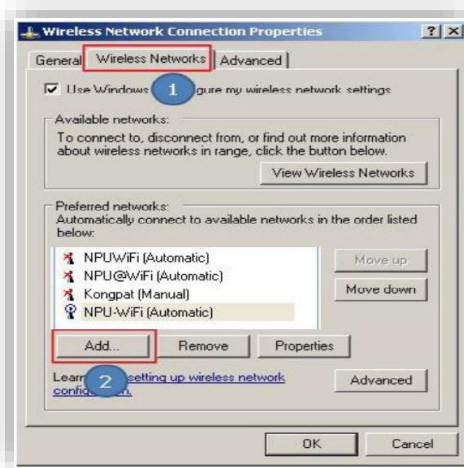 Wireless Network Connection Properties
General Wireless Networks Advanced
Use Windows gure my wireless network settings
1
Available networks:
To connect to, disconnect from, or find out more information
about wireless networks in range, click the button below.
View Wireless Networks
Preferred networks:
Automatically connect to available networks in the order listed
below:
NPUWiFi (Automatic)
NPU@WiFi (Automatic)
Kongpat (Manual)
NPU-WiFi (Automatic)
Move up
Move down
Add... Remove Properties
Learn setting up wireless network
configuration.
2
Advanced
OK Cancel